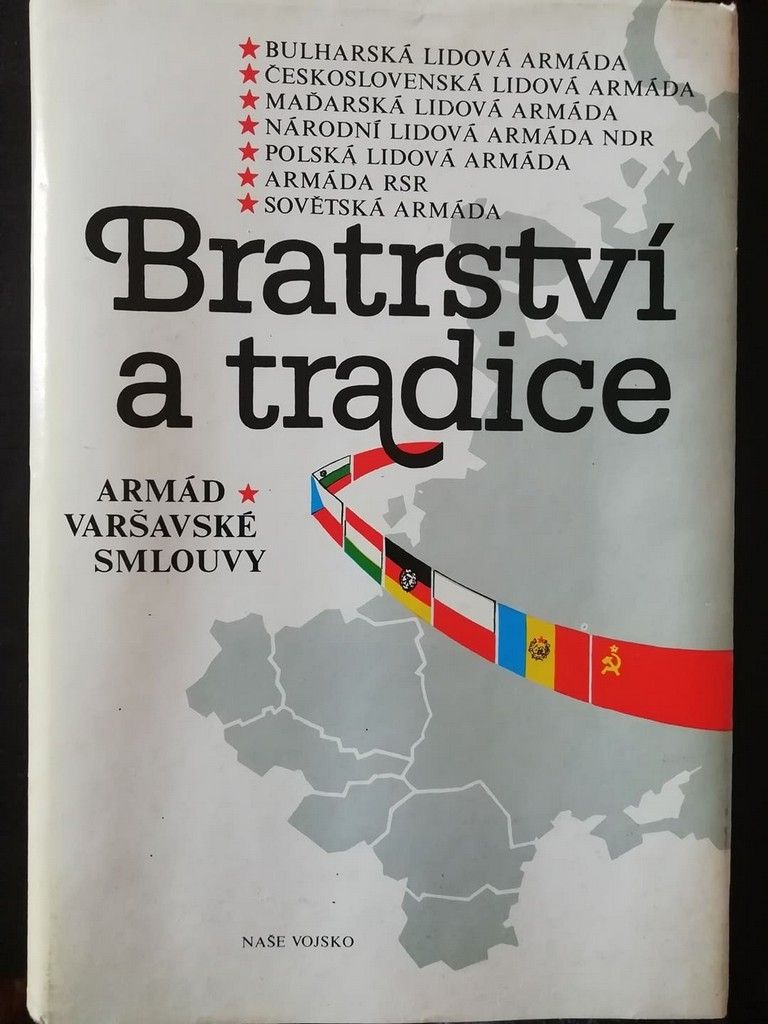 ★ BULHARSKÁ LIDOVÁ ARMÁDA
★ ČESKOSLOVENSKÁ LIDOVÁ ARMÁDA
★ MAĎARSKÁ LIDOVÁ ARMÁDA
★ NÁRODNÍ LIDOVÁ ARMÁDA NDR
★ POLSKÁ LIDOVÁ ARMÁDA
★ ARMÁDA RSR
★ SOVĚTSKÁ ARMÁDA
Bratrství
a tradice
ARMÁD ★
VARŠAVSKÉ
SMLOUVY
NAŠE VOJSKO